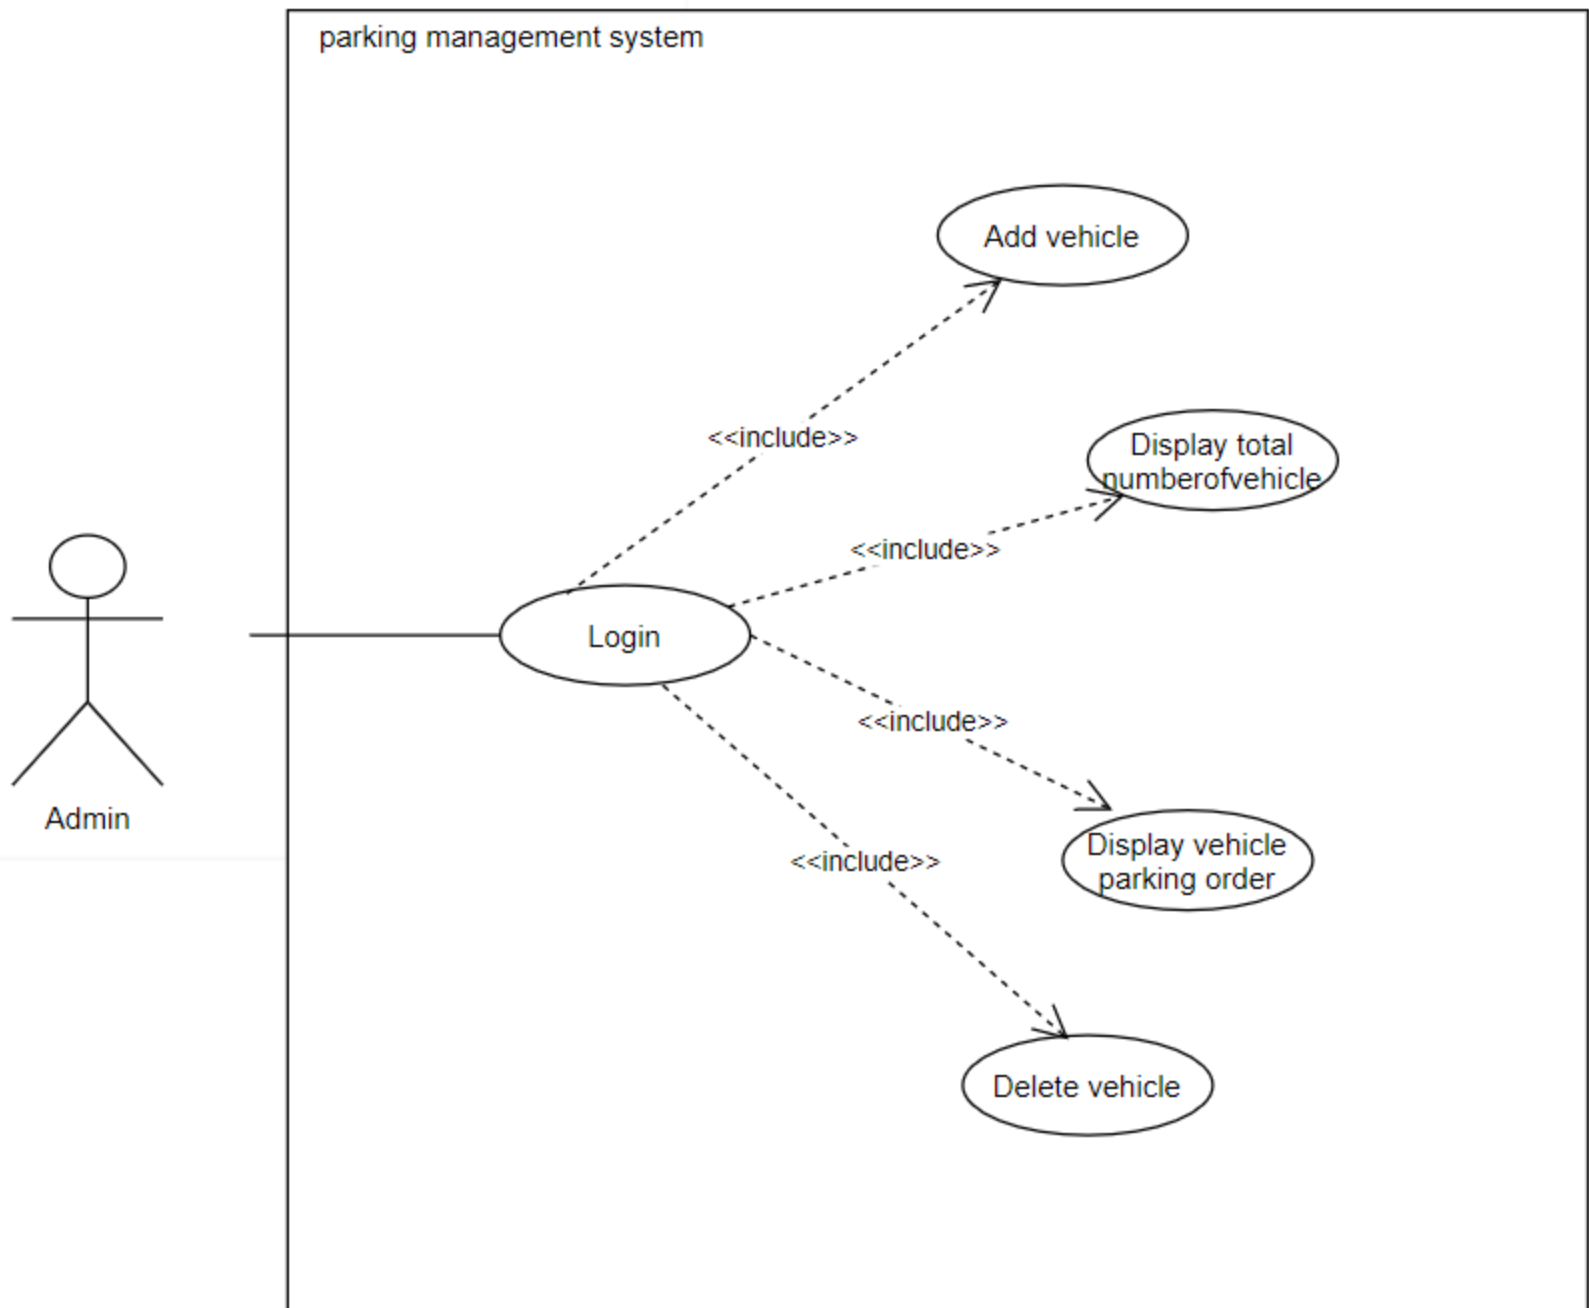 parking management system
Add vehicle
<<include>>
Display total
numberofvehicle
<<include>>
Login
<<include>>
Admin
Display vehicle
parking order
<<include>>
Delete vehicle